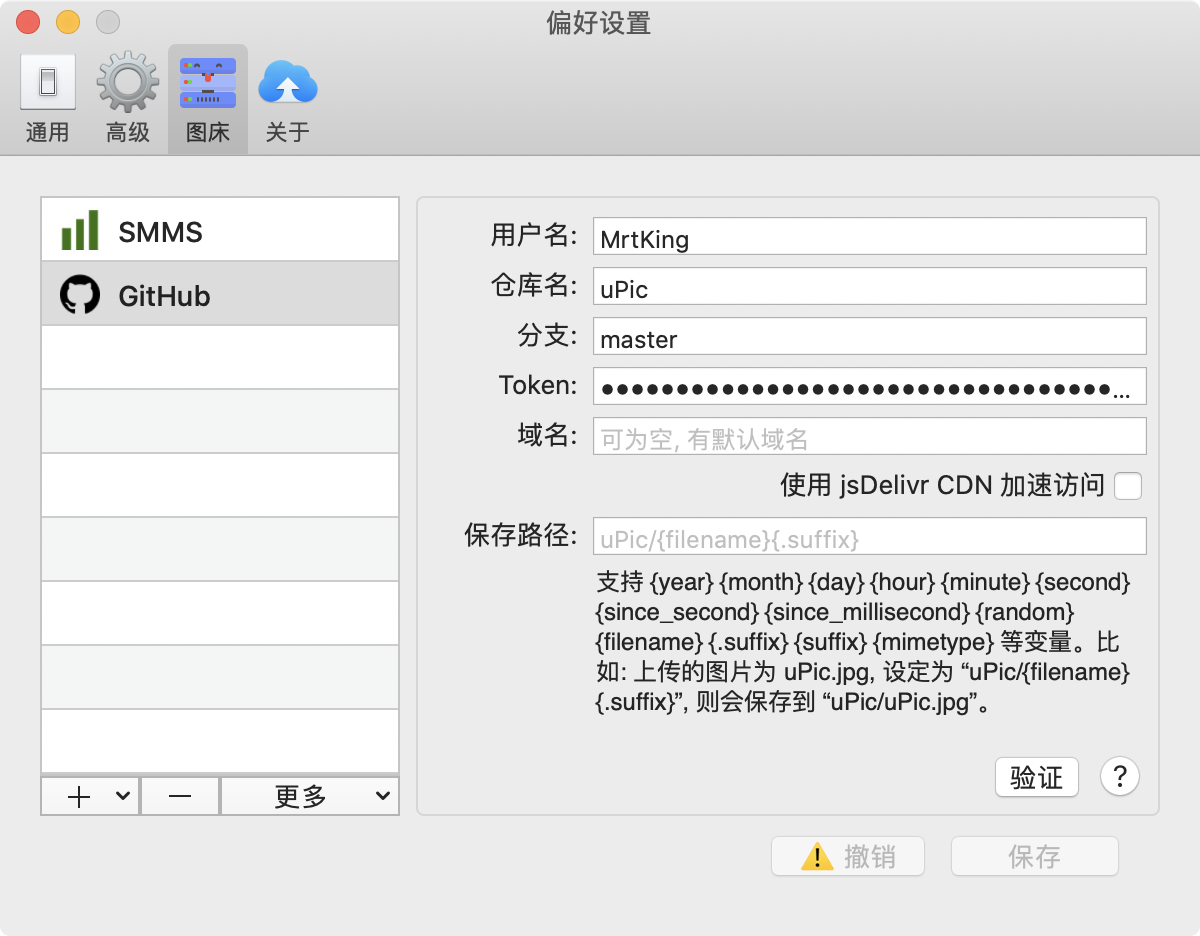 偏好设置
通用
高级
图床
关于
SMMS
GitHub
更多
用户名:
MrtKing
仓库名:
uPic
分支:
master
Token:
●●●●●●●●●●●●●●●●●●●●●●●●●●●●●●●●●●...
域名:
可为空, 有默认域名
使用 jsDelivr CDN 加速访问
保存路径:
uPic/{filename}{.suffix}
支持 {year} {month} {day} {hour} {minute} {second}
{since_second} {since_millisecond} {random}
{filename} {.suffix} {suffix} {mimetype} 等变量。比
如: 上传的图片为 uPic.jpg, 设定为 “uPic/{filename}
{.suffix}”, 则会保存到 “uPic/uPic.jpg”。
验证
?
撤销
保存